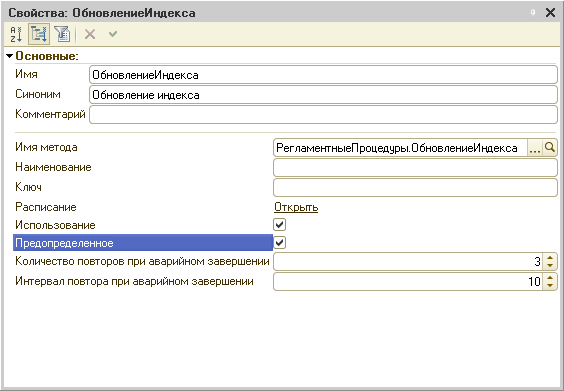 Свойства: ОбновлениеИндекса
Основные:
Имя ОбновлениеИндекса
Синоним Обновление индекса
Комментарий
Имя метода РегламентныеПроцедуры.ОбновлениеИндекса ...
Наименование
Ключ
Расписание Открыть
Использование
Предопределенное
Количество повторов при аварийном завершении 3
Интервал повтора при аварийном завершении 10